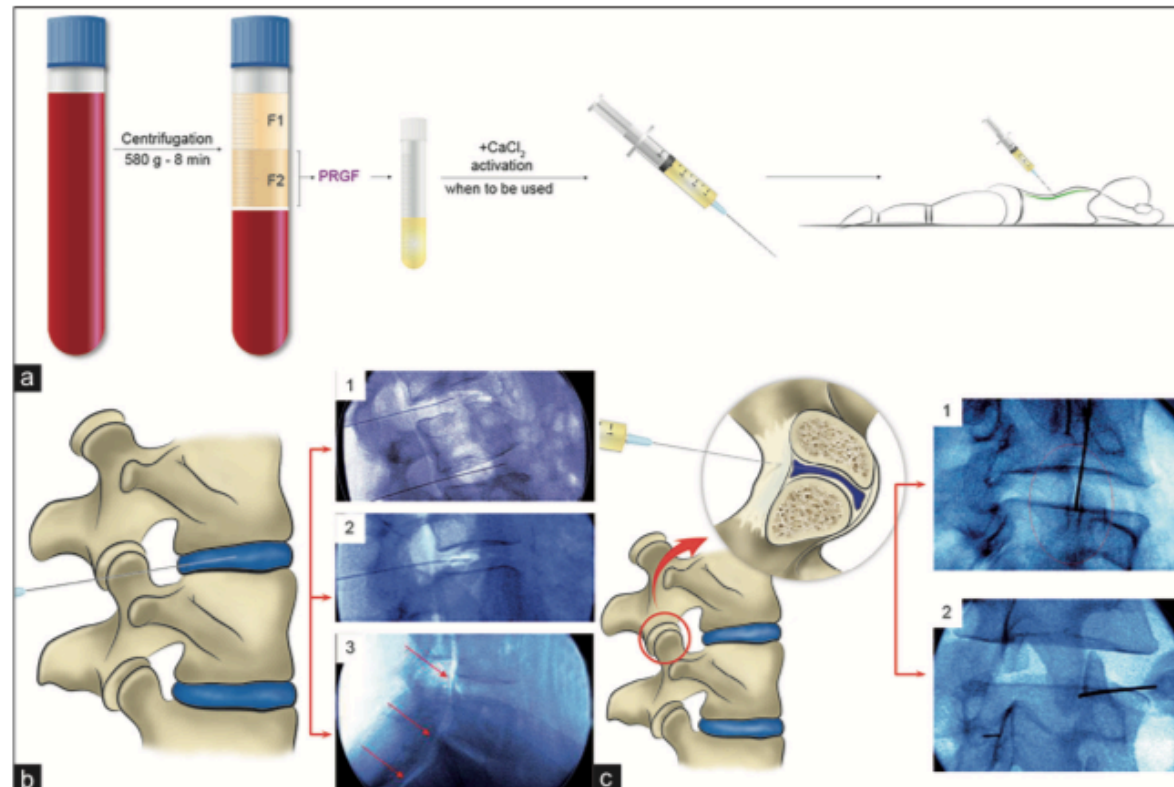 F1
Centrifugation
580 g - 8 min
F2
PRGF
+CaCl₂
activation
when to be used
a
1
2
3
b
1
2
c